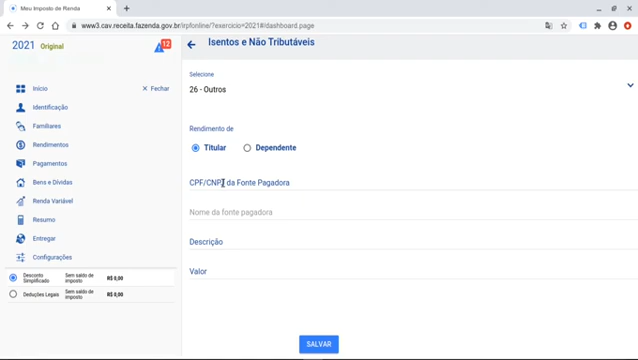 Meu Imposto de Renda
www3.cav.receita.fazenda.gov.br/irpfonline/?exercicio=2021#/dashboard.page
2021 Original
12
Início
Fechar
Identificação
Familiares
Rendimentos
Pagamentos
Bens e Dívidas
Renda Variável
Resumo
Entregar
Configurações
Desconto Simplificado Sem saldo de imposto R$ 0,00
Deduções Legais Sem saldo de imposto R$ 0,00
Isentos e Não Tributáveis
Selecione
26 - Outros
Rendimento de
Titular Dependente
CPF/CNPJ da Fonte Pagadora
Nome da fonte pagadora
Descrição
Valor
SALVAR